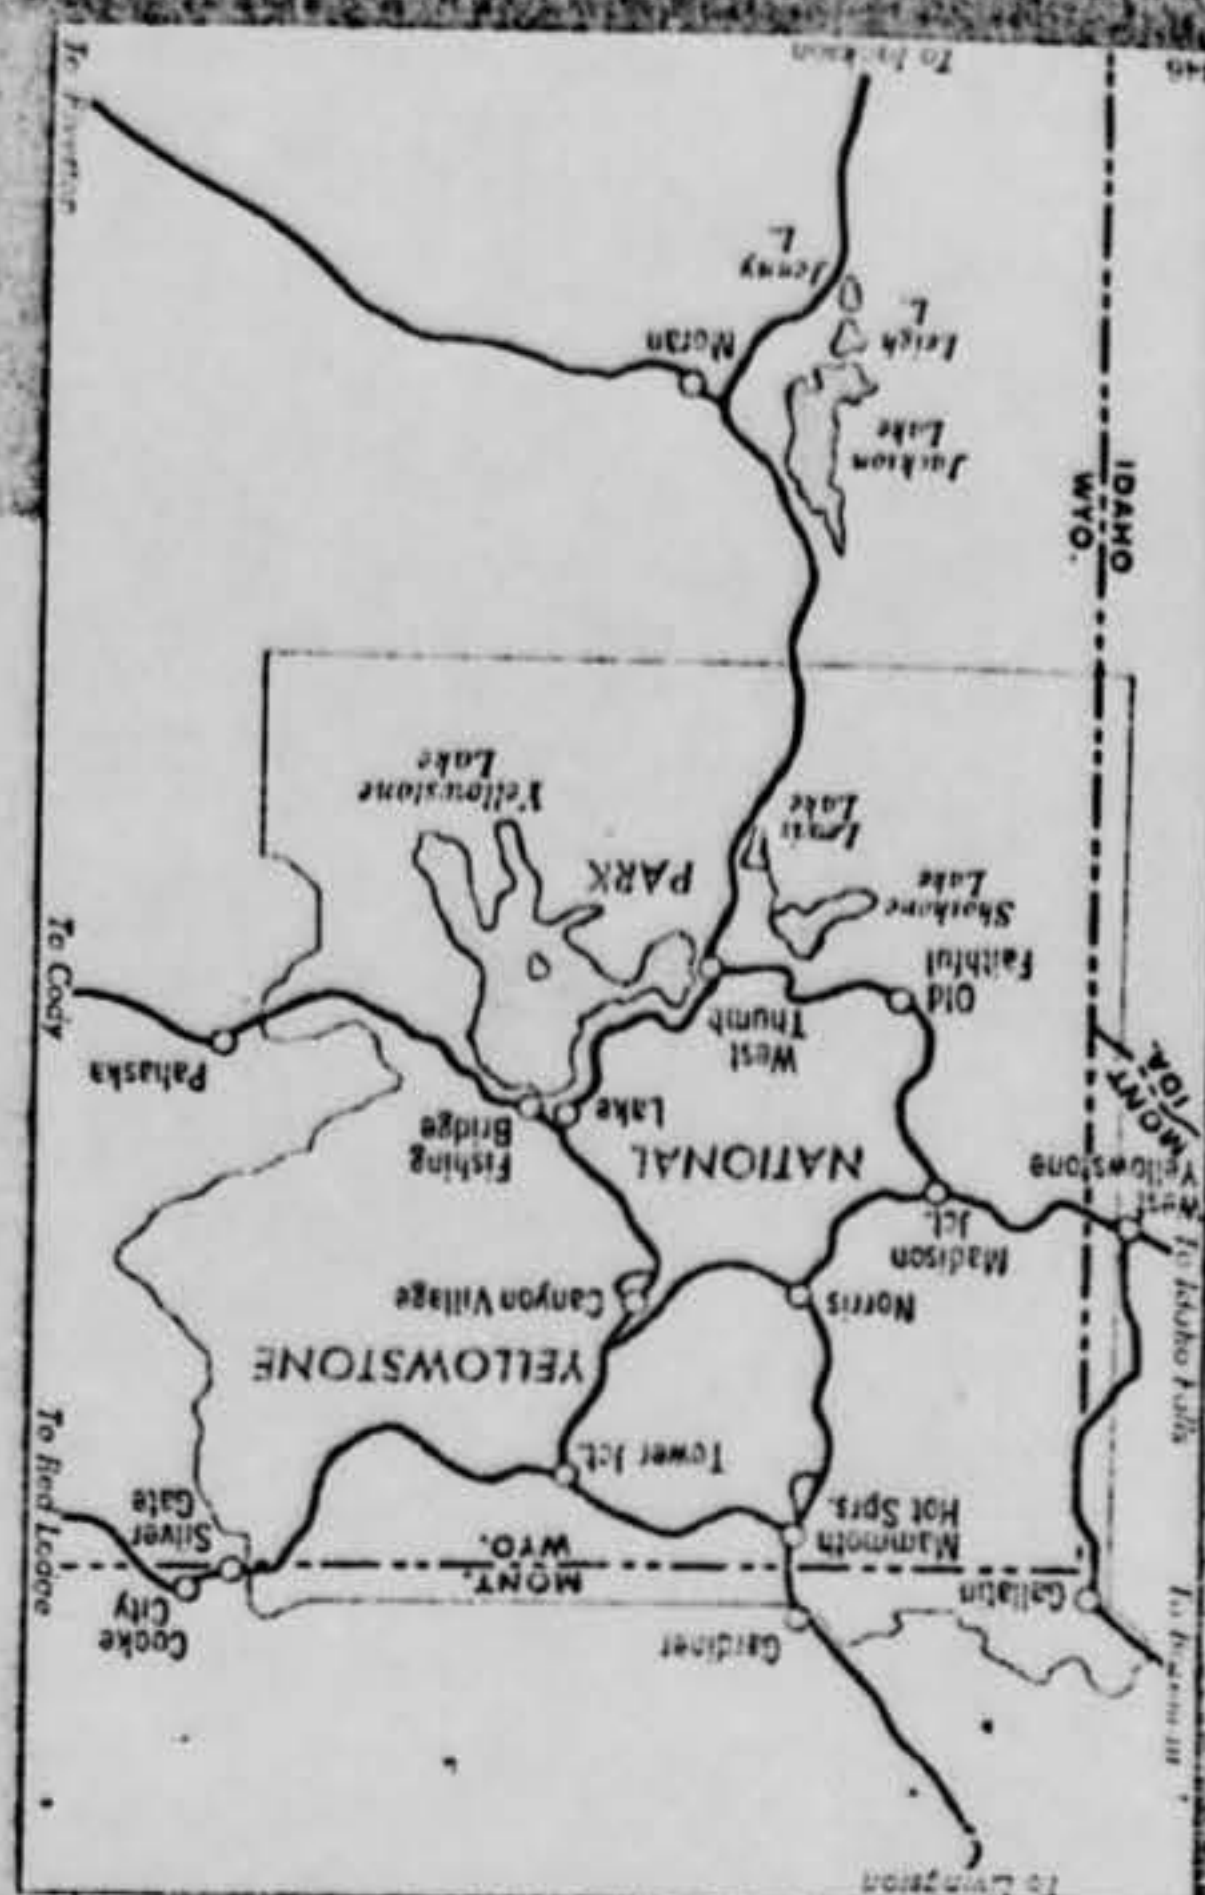 To Livingston
Gardiner
Gallatin
Cooke
City
Silver
Gate
MONT.
WYO.
Mammoth
Hot Sprs.
Tower Jct.
To Red Lodge
To Idaho Falls
YELLOWSTONE
Canyon Village
Norris
Madison
Jct.
West
Yellowstone
MONT
IDA.
NATIONAL
Fishing
Bridge
Lake
Pahaska
To Cody
West
Thumb
Old
Faithful
Shoshone
Lake
Lewis
Lake
PARK
Yellowstone
Lake
IDAHO
WYO.
Jackson
Lake
Leigh
L.
Moran
Jenny
L.
To Jackson